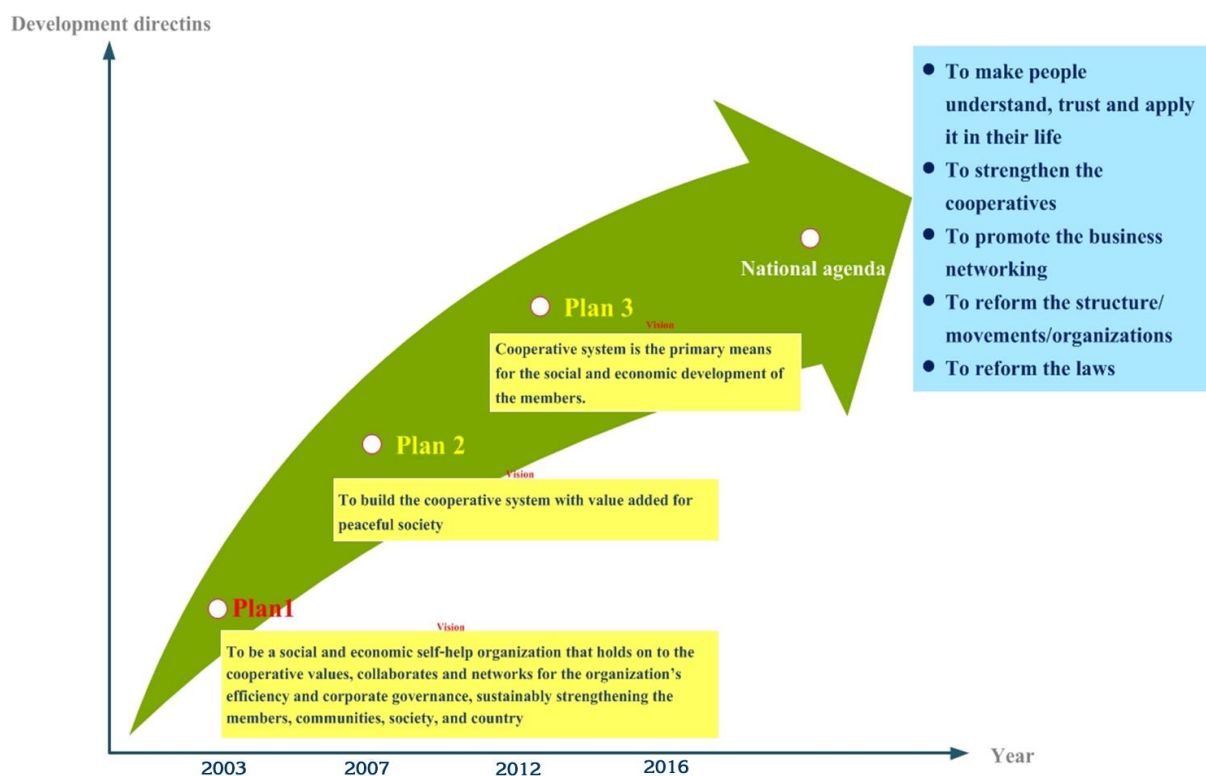 Development directins
● To make people
understand, trust and apply
it in their life
● To strengthen the
cooperatives
● To promote the business
networking
● To reform the structure/
movements/organizations
● To reform the laws
National agenda
Plan 3
Vision
Cooperative system is the primary means
for the social and economic development of
the members.
Plan 2
Vision
To build the cooperative system with value added for
peaceful society
Plan1
Vision
To be a social and economic self-help organization that holds on to the
cooperative values, collaborates and networks for the organization's
efficiency and corporate governance, sustainably strengthening the
members, communities, society, and country
Year
2003 2007 2012 2016